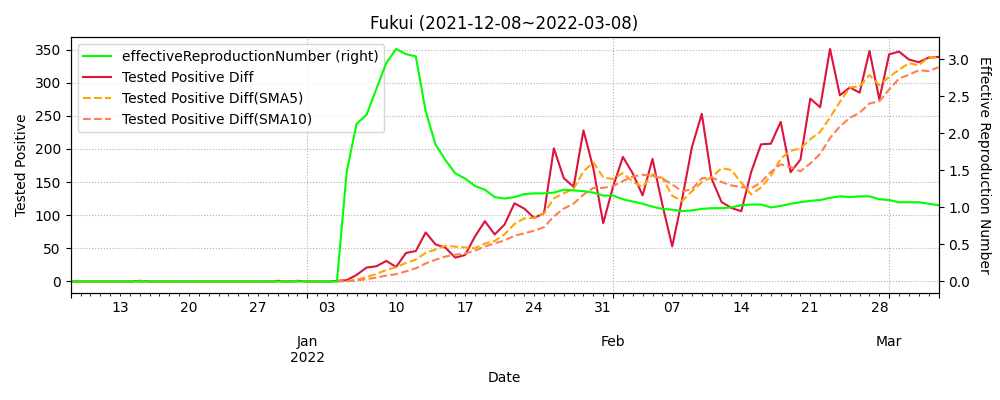 Fukui (2021-12-08~2022-03-08)
effectiveReproductionNumber (right)
Tested Positive Diff
Tested Positive Diff(SMA5)
Tested Positive Diff(SMA10)
Tested Positive
350
300
250
200
150
100
50
0
Effective Reproduction Number
3.0
2.5
2.0
1.5
1.0
0.5
0.0
13 20 27 03 10 17 24 31 07 14 21 28
Jan Feb Mar
2022
Date